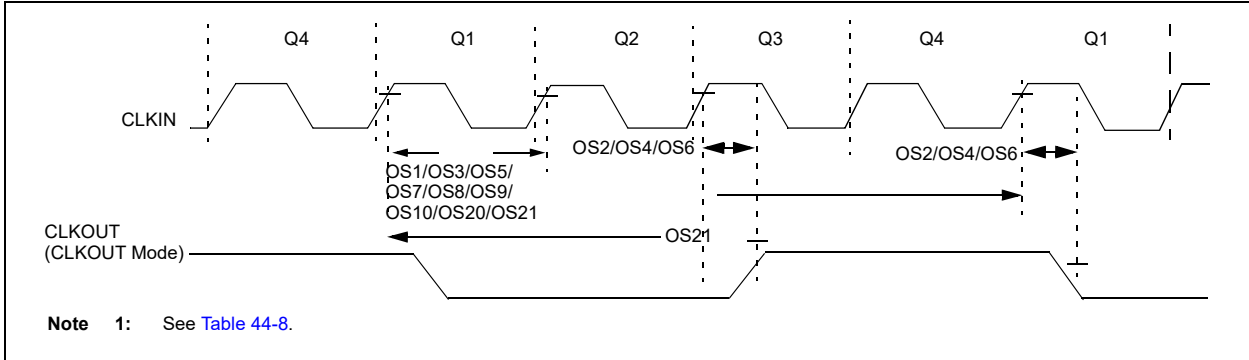 Q4 Q1 Q2 Q3 Q4 Q1
CLKIN
OS2/OS4/OS6
OS2/OS4/OS6
OS1/OS3/OS5/
OS7/OS8/OS9/
OS10/OS20/OS21
CLKOUT
(CLKOUT Mode)
OS21
Note 1: See Table 44-8.